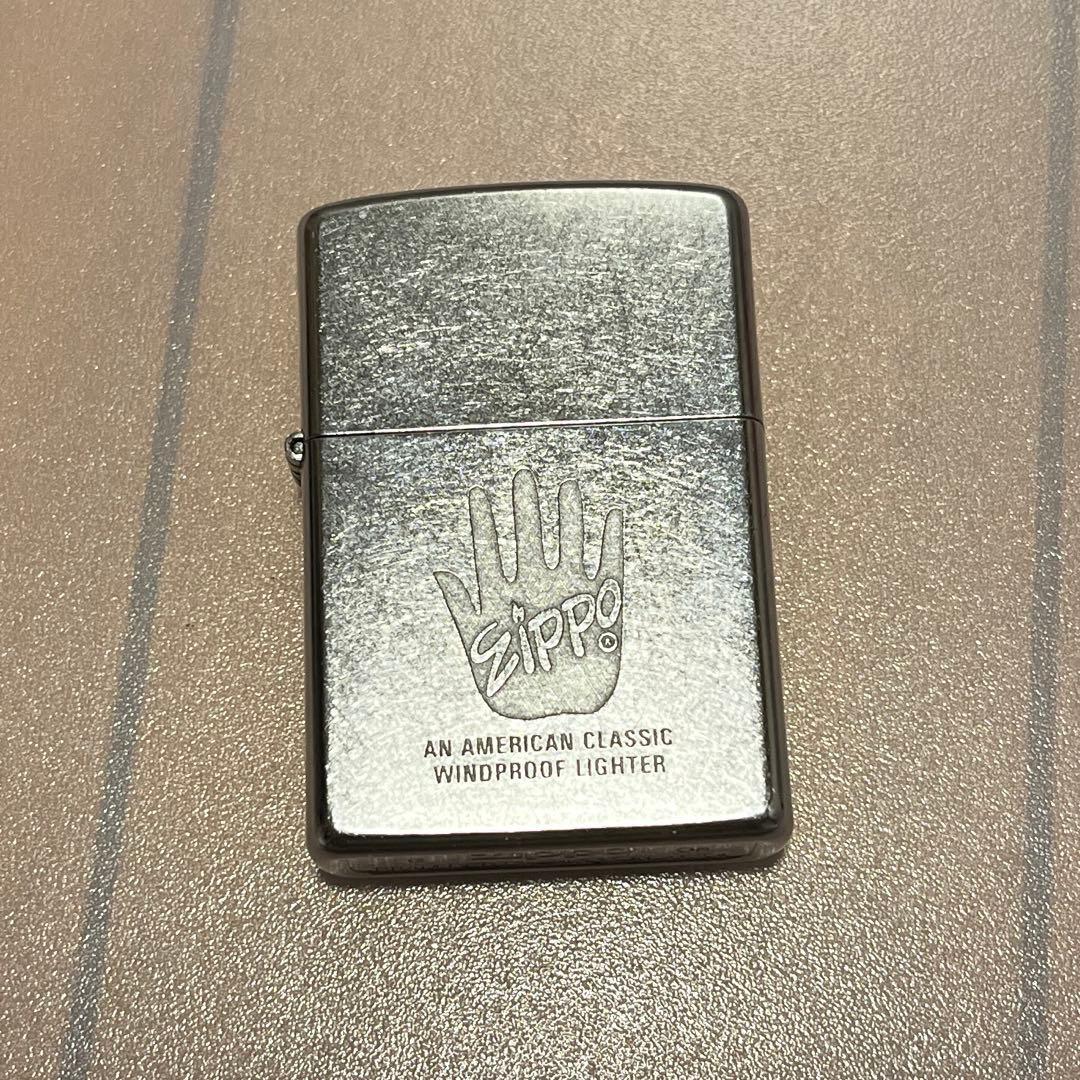 Zippo
®
AN AMERICAN CLASSIC
WINDPROOF LIGHTER